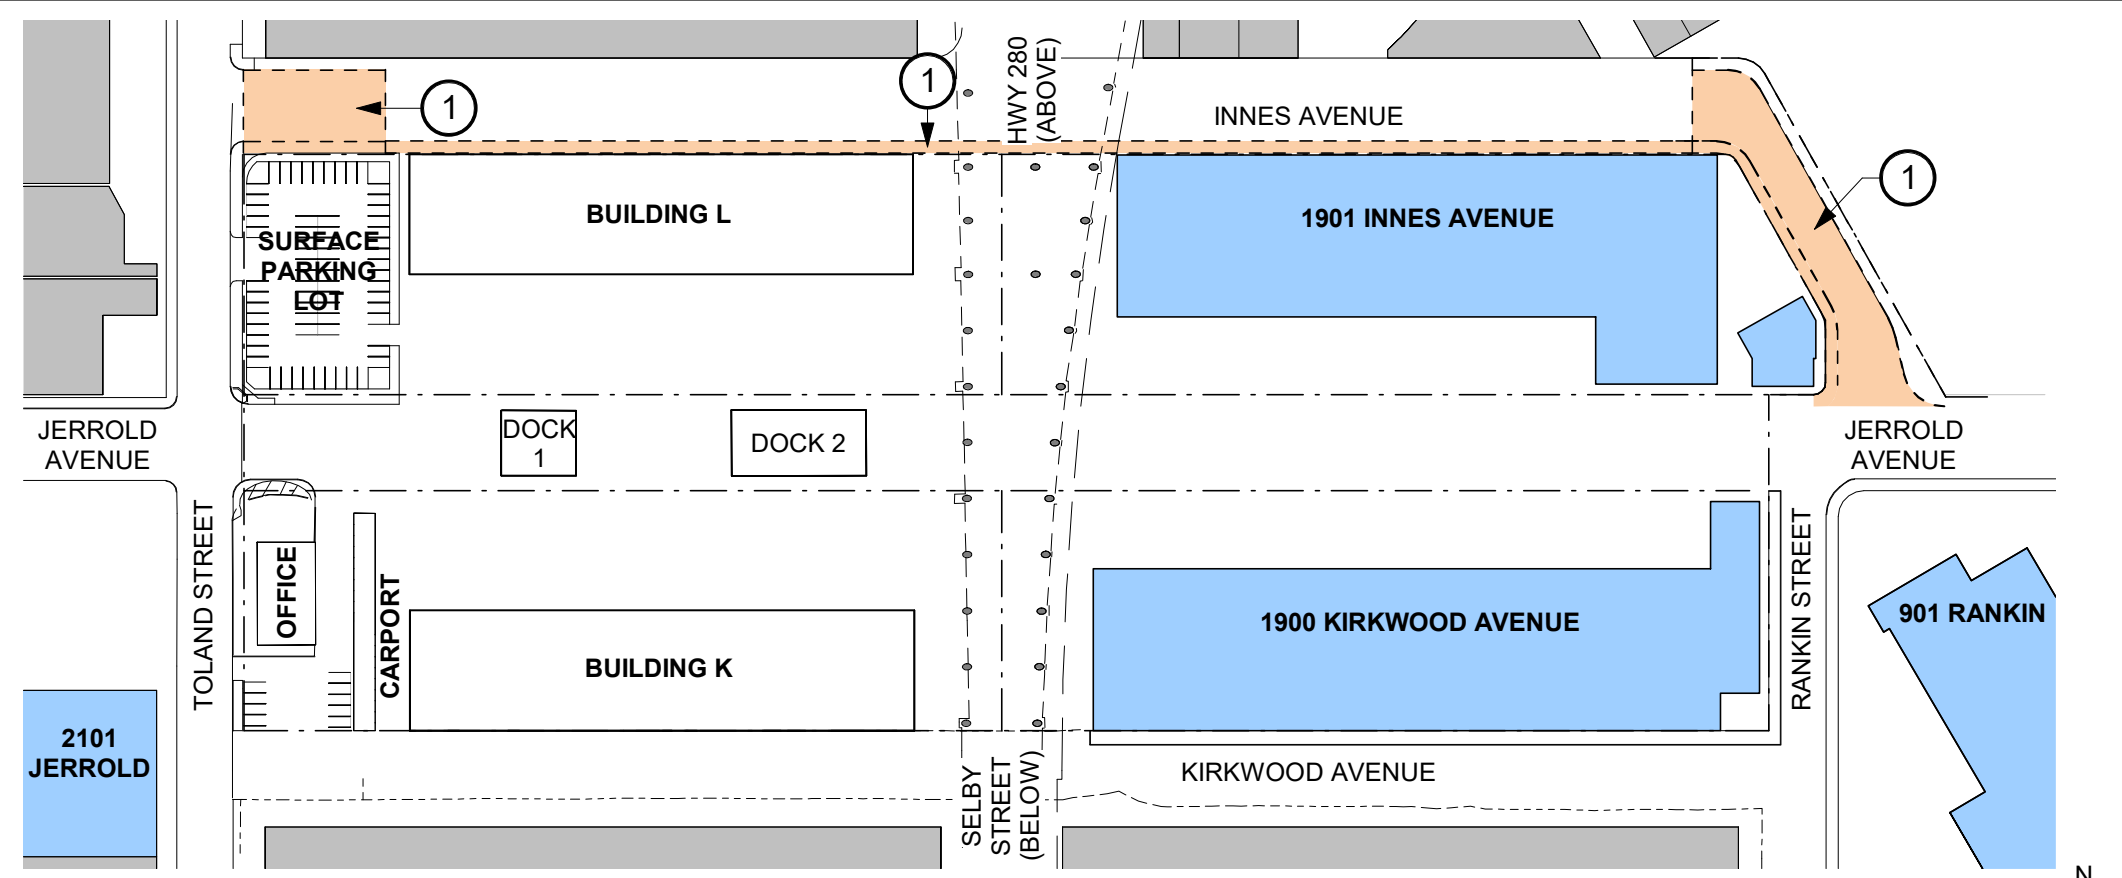 1
1
HWY 280
(ABOVE)
INNES AVENUE
1
BUILDING L
1901 INNES AVENUE
SURFACE
PARKING
LOT
JERROLD
AVENUE
DOCK
1
DOCK 2
JERROLD
AVENUE
TOLAND STREET
OFFICE
CARPORT
BUILDING K
1900 KIRKWOOD AVENUE
RANKIN STREET
901 RANKIN
2101
JERROLD
SELBY
STREET
(BELOW)
KIRKWOOD AVENUE
N